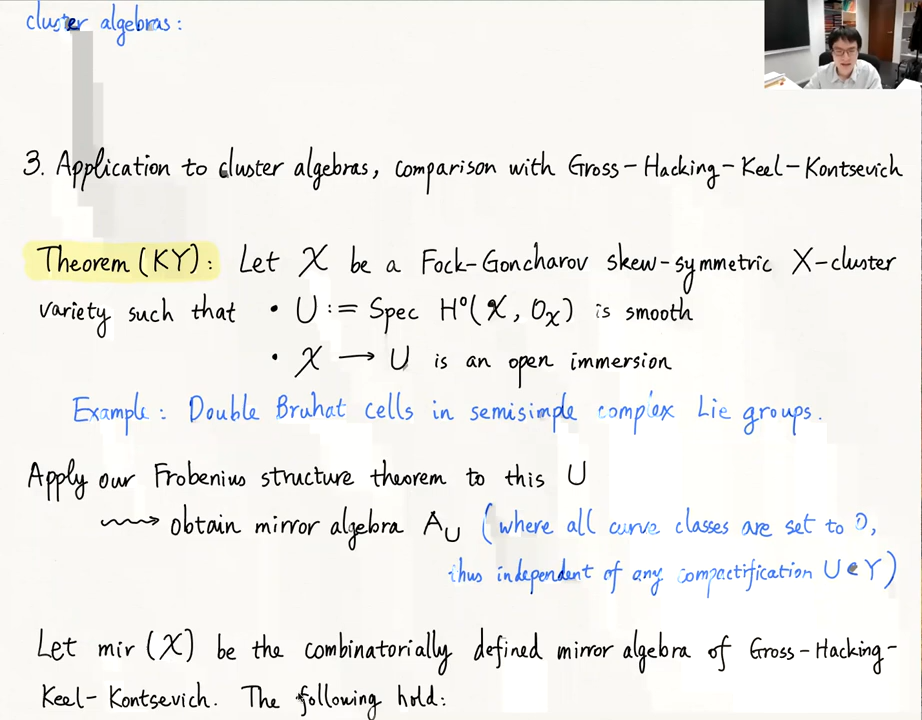 cluster algebras:
3. Application to cluster algebras, comparison with Gross-Hacking-Keel-Kontsevich
Theorem (KY): Let X be a Fock-Goncharov skew-symmetric X-cluster
variety such that • U := Spec H⁰(X, O_X) is smooth
• X → U is an open immersion
Example: Double Bruhat cells in semisimple complex Lie groups.
Apply our Frobenius structure theorem to this U
⇝ obtain mirror algebra A_U (where all curve classes are set to 0,
thus independent of any compactification U ⊂ Y)
Let mir(X) be the combinatorially defined mirror algebra of Gross-Hacking-
Keel-Kontsevich. The following hold: